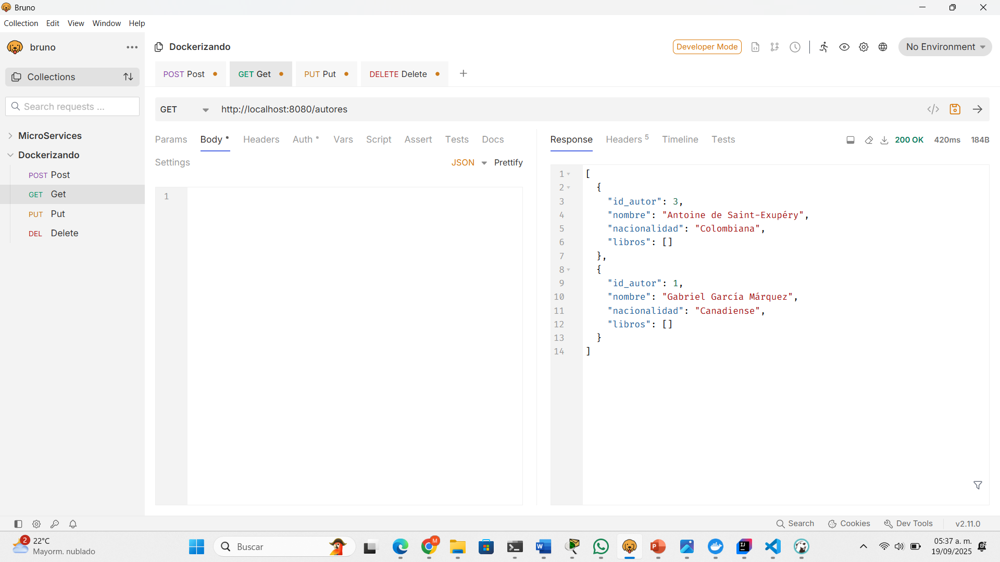 Bruno
Collection Edit View Window Help
bruno
Dockerizando
Developer Mode
No Environment
Collections
POST Post
GET Get
PUT Put
DELETE Delete
Search requests ...
GET http://localhost:8080/autores
MicroServices
Dockerizando
POST Post
GET Get
PUT Put
DEL Delete
Params Body Headers Auth Vars Script Assert Tests Docs
Settings
JSON Prettify
1
Response Headers 5 Timeline Tests
200 OK 420ms 184B
1 [
2 {
3 "id_autor": 3,
4 "nombre": "Antoine de Saint-Exupéry",
5 "nacionalidad": "Colombiana",
6 "libros": []
7 },
8 {
9 "id_autor": 1,
10 "nombre": "Gabriel García Márquez",
11 "nacionalidad": "Canadiense",
12 "libros": []
13 }
14 ]
Search Cookies Dev Tools v2.11.0
2
22°C
Mayorm. nublado
Buscar
M
W
P
IJ
05:37 a. m.
19/09/2025